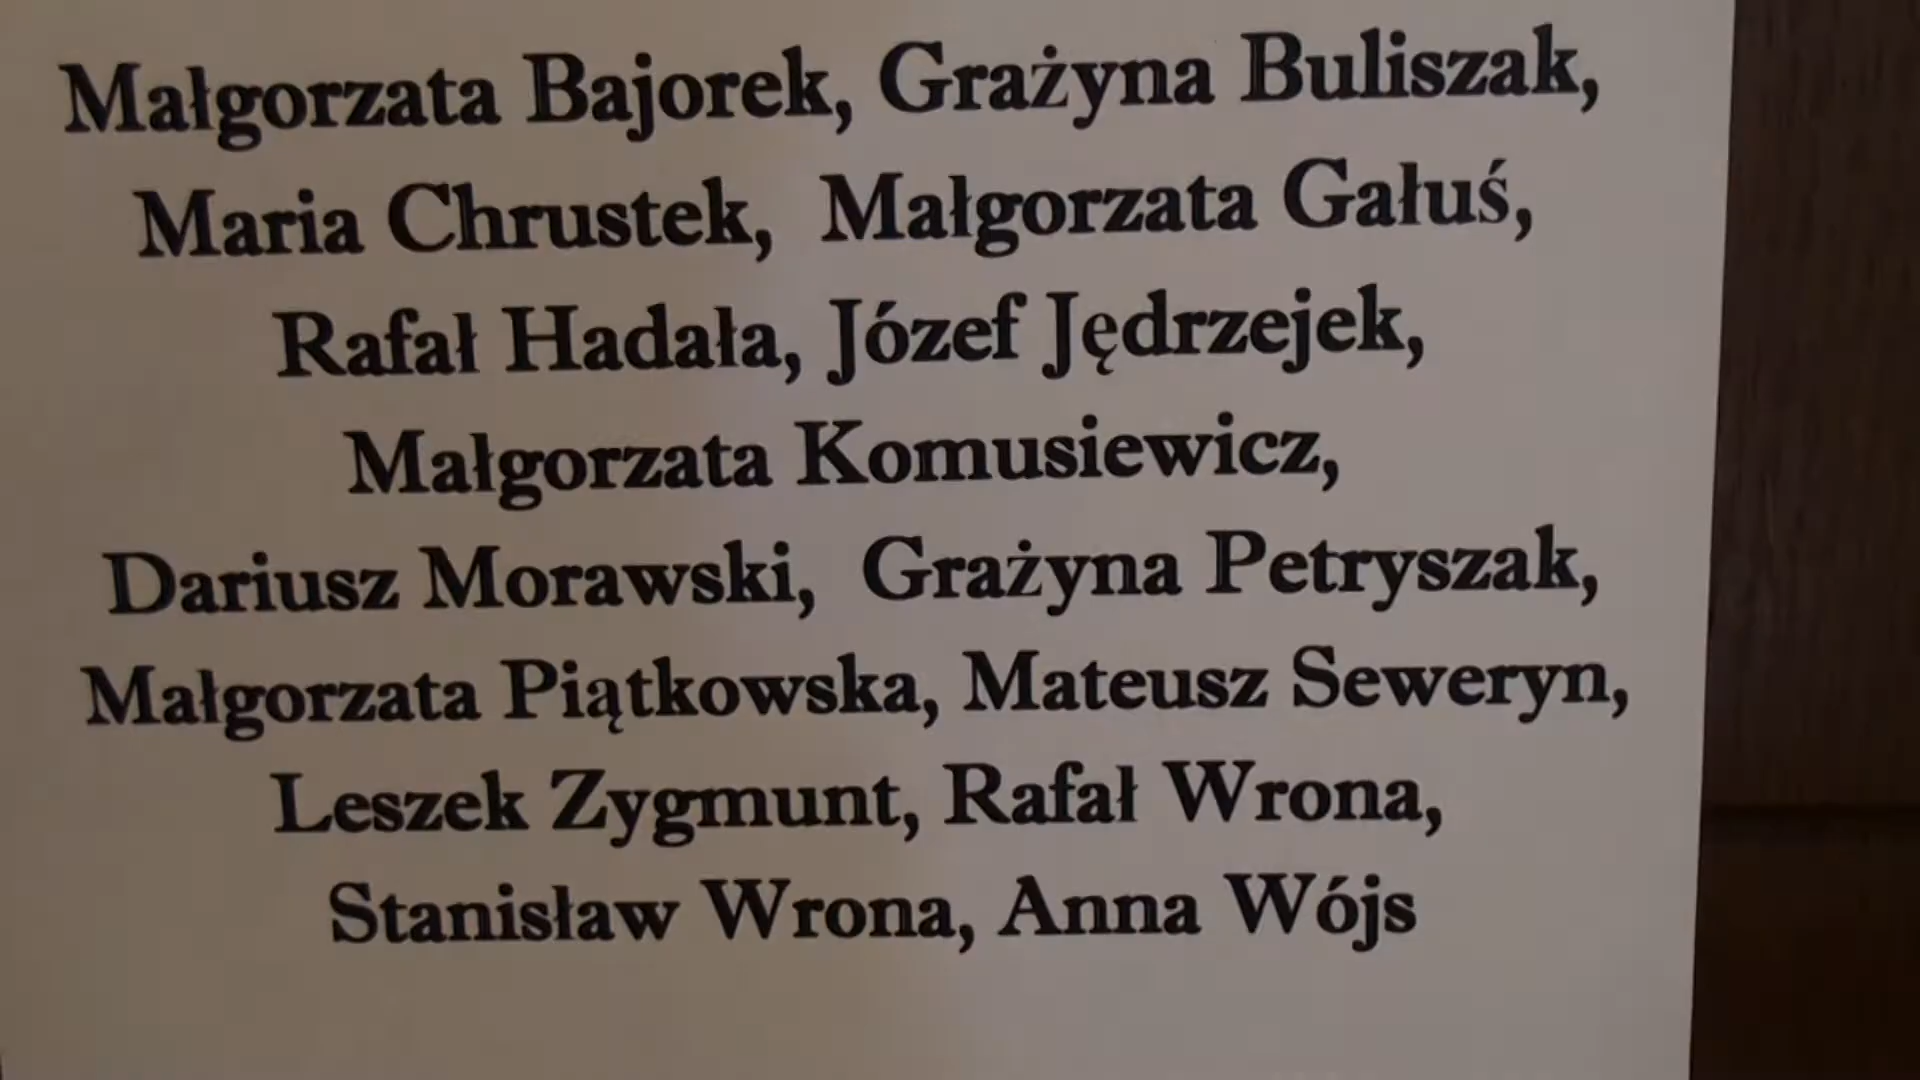 Małgorzata Bajorek, Grażyna Buliszak,
Maria Chrustek, Małgorzata Gałuś,
Rafał Hadała, Józef Jędrzejek,
Małgorzata Komusiewicz,
Dariusz Morawski, Grażyna Petryszak,
Małgorzata Piątkowska, Mateusz Seweryn,
Leszek Zygmunt, Rafał Wrona,
Stanisław Wrona, Anna Wójs